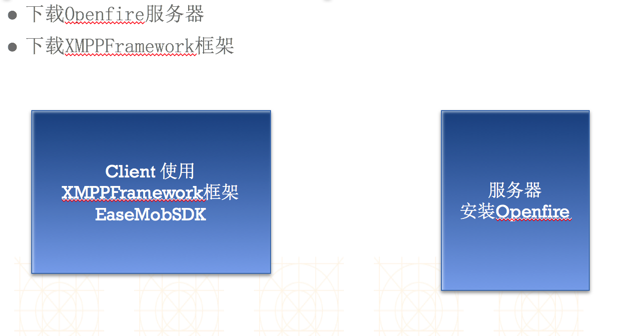 下载Openfire服务器
下载XMPPFramework框架
Client 使用
XMPPFramework框架
EaseMobSDK
服务器
安装Openfire